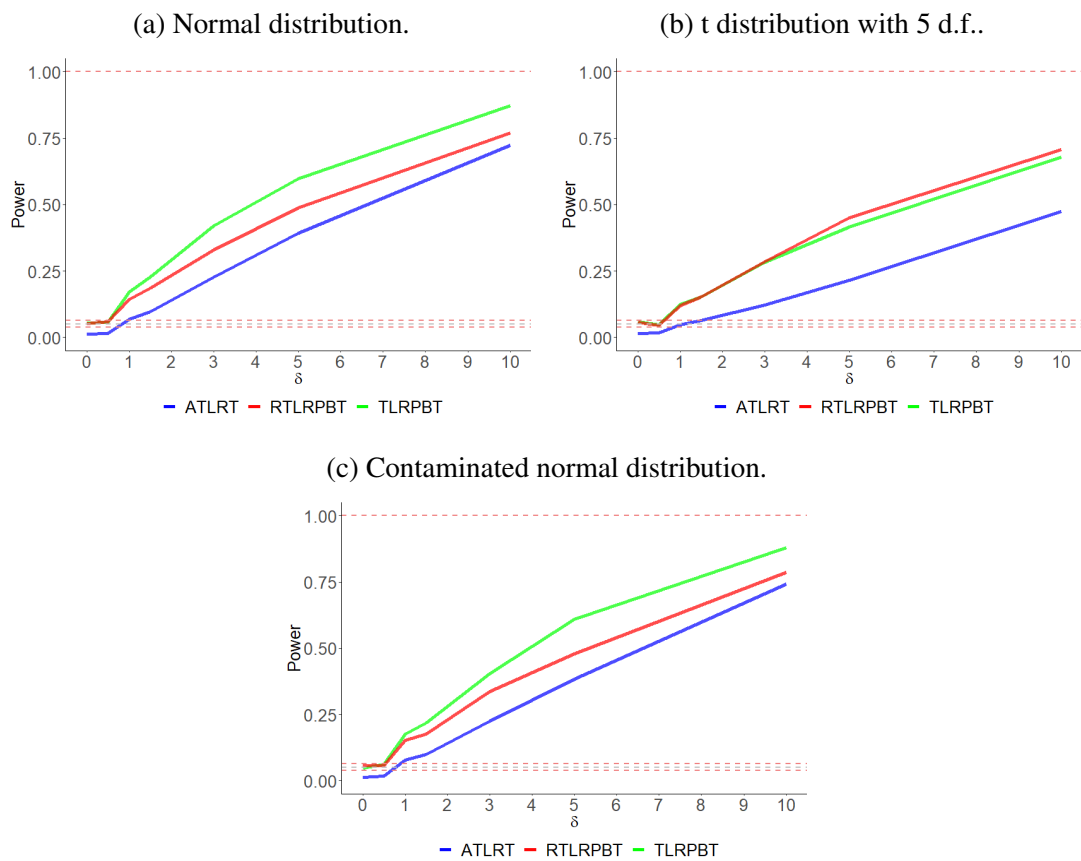 (a) Normal distribution.
1.00
0.75
0.50
0.25
0.00
Power
0 1 2 3 4 5 6 7 8 9 10
δ
ATLRT RTLRPBT TLRPBT
(b) t distribution with 5 d.f..
1.00
0.75
0.50
0.25
0.00
Power
0 1 2 3 4 5 6 7 8 9 10
δ
ATLRT RTLRPBT TLRPBT
(c) Contaminated normal distribution.
1.00
0.75
0.50
0.25
0.00
Power
0 1 2 3 4 5 6 7 8 9 10
δ
ATLRT RTLRPBT TLRPBT